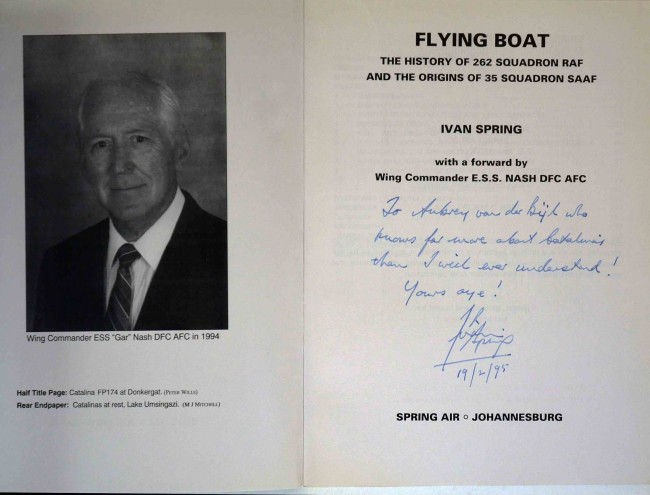 Wing Commander ESS "Gar" Nash DFC AFC in 1994
Half Title Page: Catalina FP174 at Donkergat. (PETER WILLS)
Rear Endpaper: Catalinas at rest, Lake Umsingazi. (M J MITCHELL)
FLYING BOAT
THE HISTORY OF 262 SQUADRON RAF
AND THE ORIGINS OF 35 SQUADRON SAAF
IVAN SPRING
with a forward by
Wing Commander E.S.S. NASH DFC AFC
To Aubrey van der Bijl who
knows far more about Catalinas
than I will ever understand!
Yours aye!
Spring
19/2/95
SPRING AIR ○ JOHANNESBURG